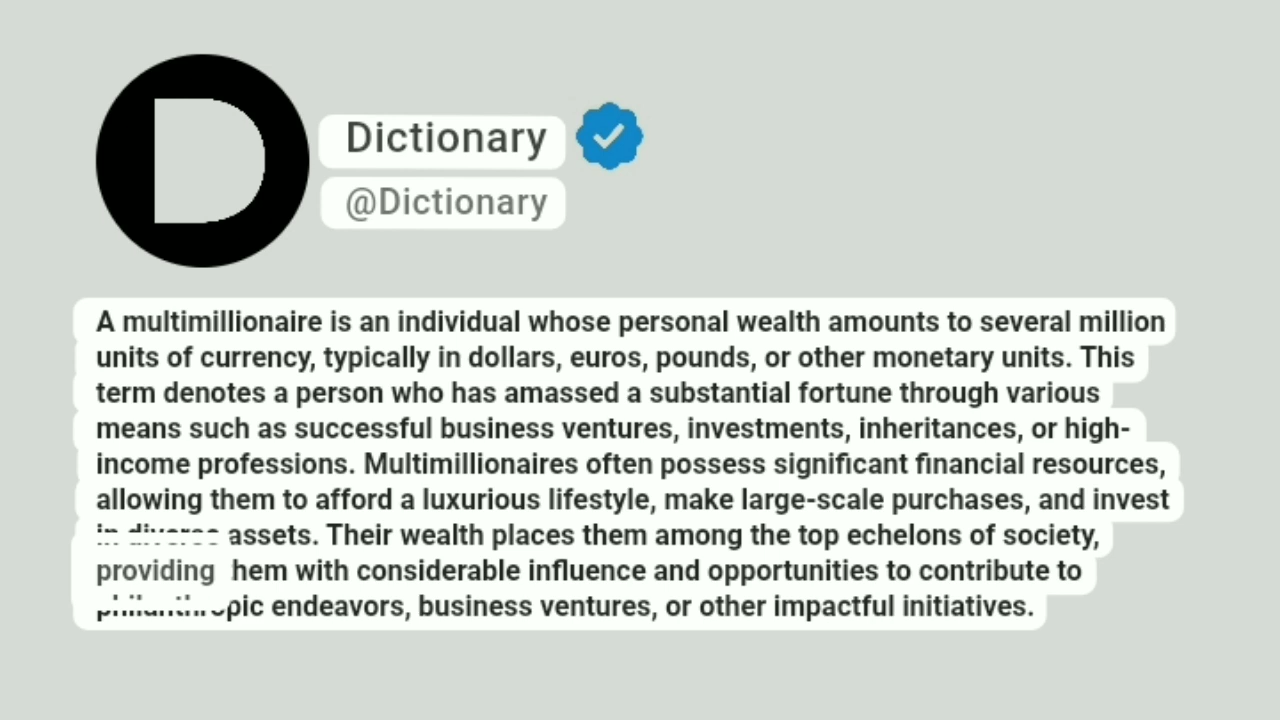 D
Dictionary
@Dictionary
A multimillionaire is an individual whose personal wealth amounts to several million
units of currency, typically in dollars, euros, pounds, or other monetary units. This
term denotes a person who has amassed a substantial fortune through various
means such as successful business ventures, investments, inheritances, or high-
income professions. Multimillionaires often possess significant financial resources,
allowing them to afford a luxurious lifestyle, make large-scale purchases, and invest
in diverse assets. Their wealth places them among the top echelons of society,
providing hem with considerable influence and opportunities to contribute to
philanthropic endeavors, business ventures, or other impactful initiatives.